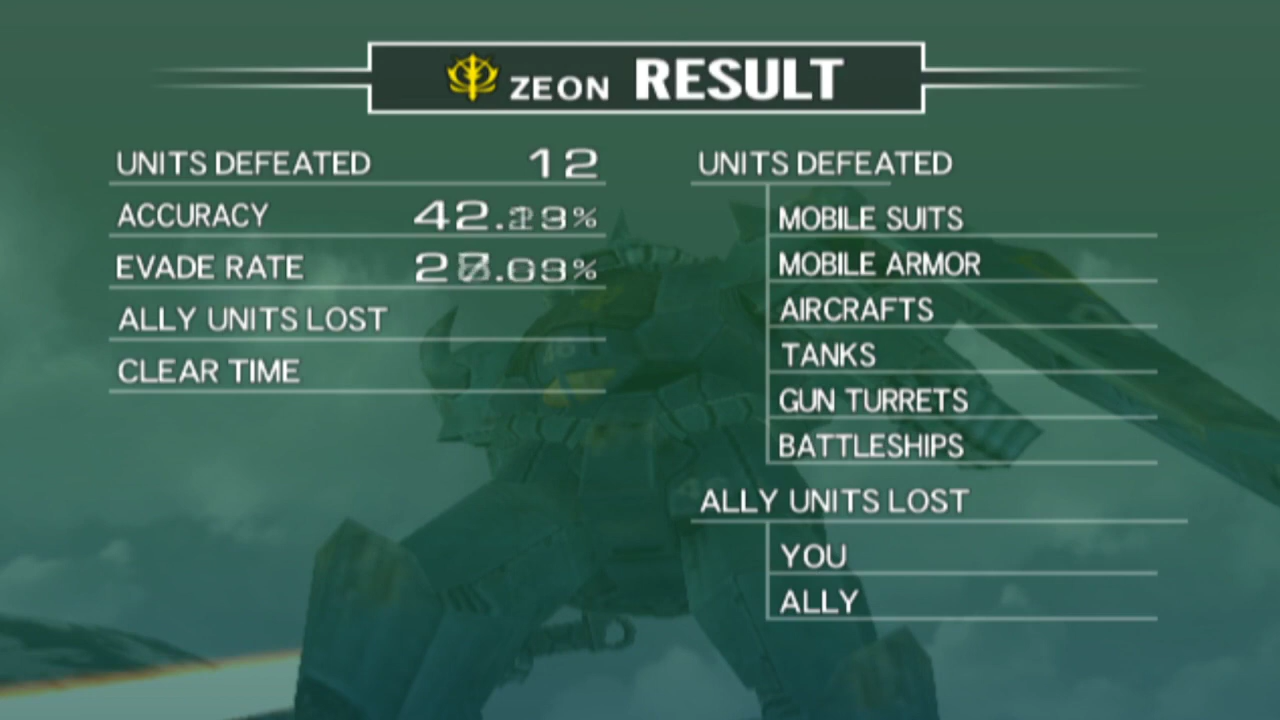 ZEON RESULT
UNITS DEFEATED 12
ACCURACY 42.
EVADE RATE
ALLY UNITS LOST
CLEAR TIME
UNITS DEFEATED
MOBILE SUITS
MOBILE ARMOR
AIRCRAFTS
TANKS
GUN TURRETS
BATTLESHIPS
ALLY UNITS LOST
YOU
ALLY